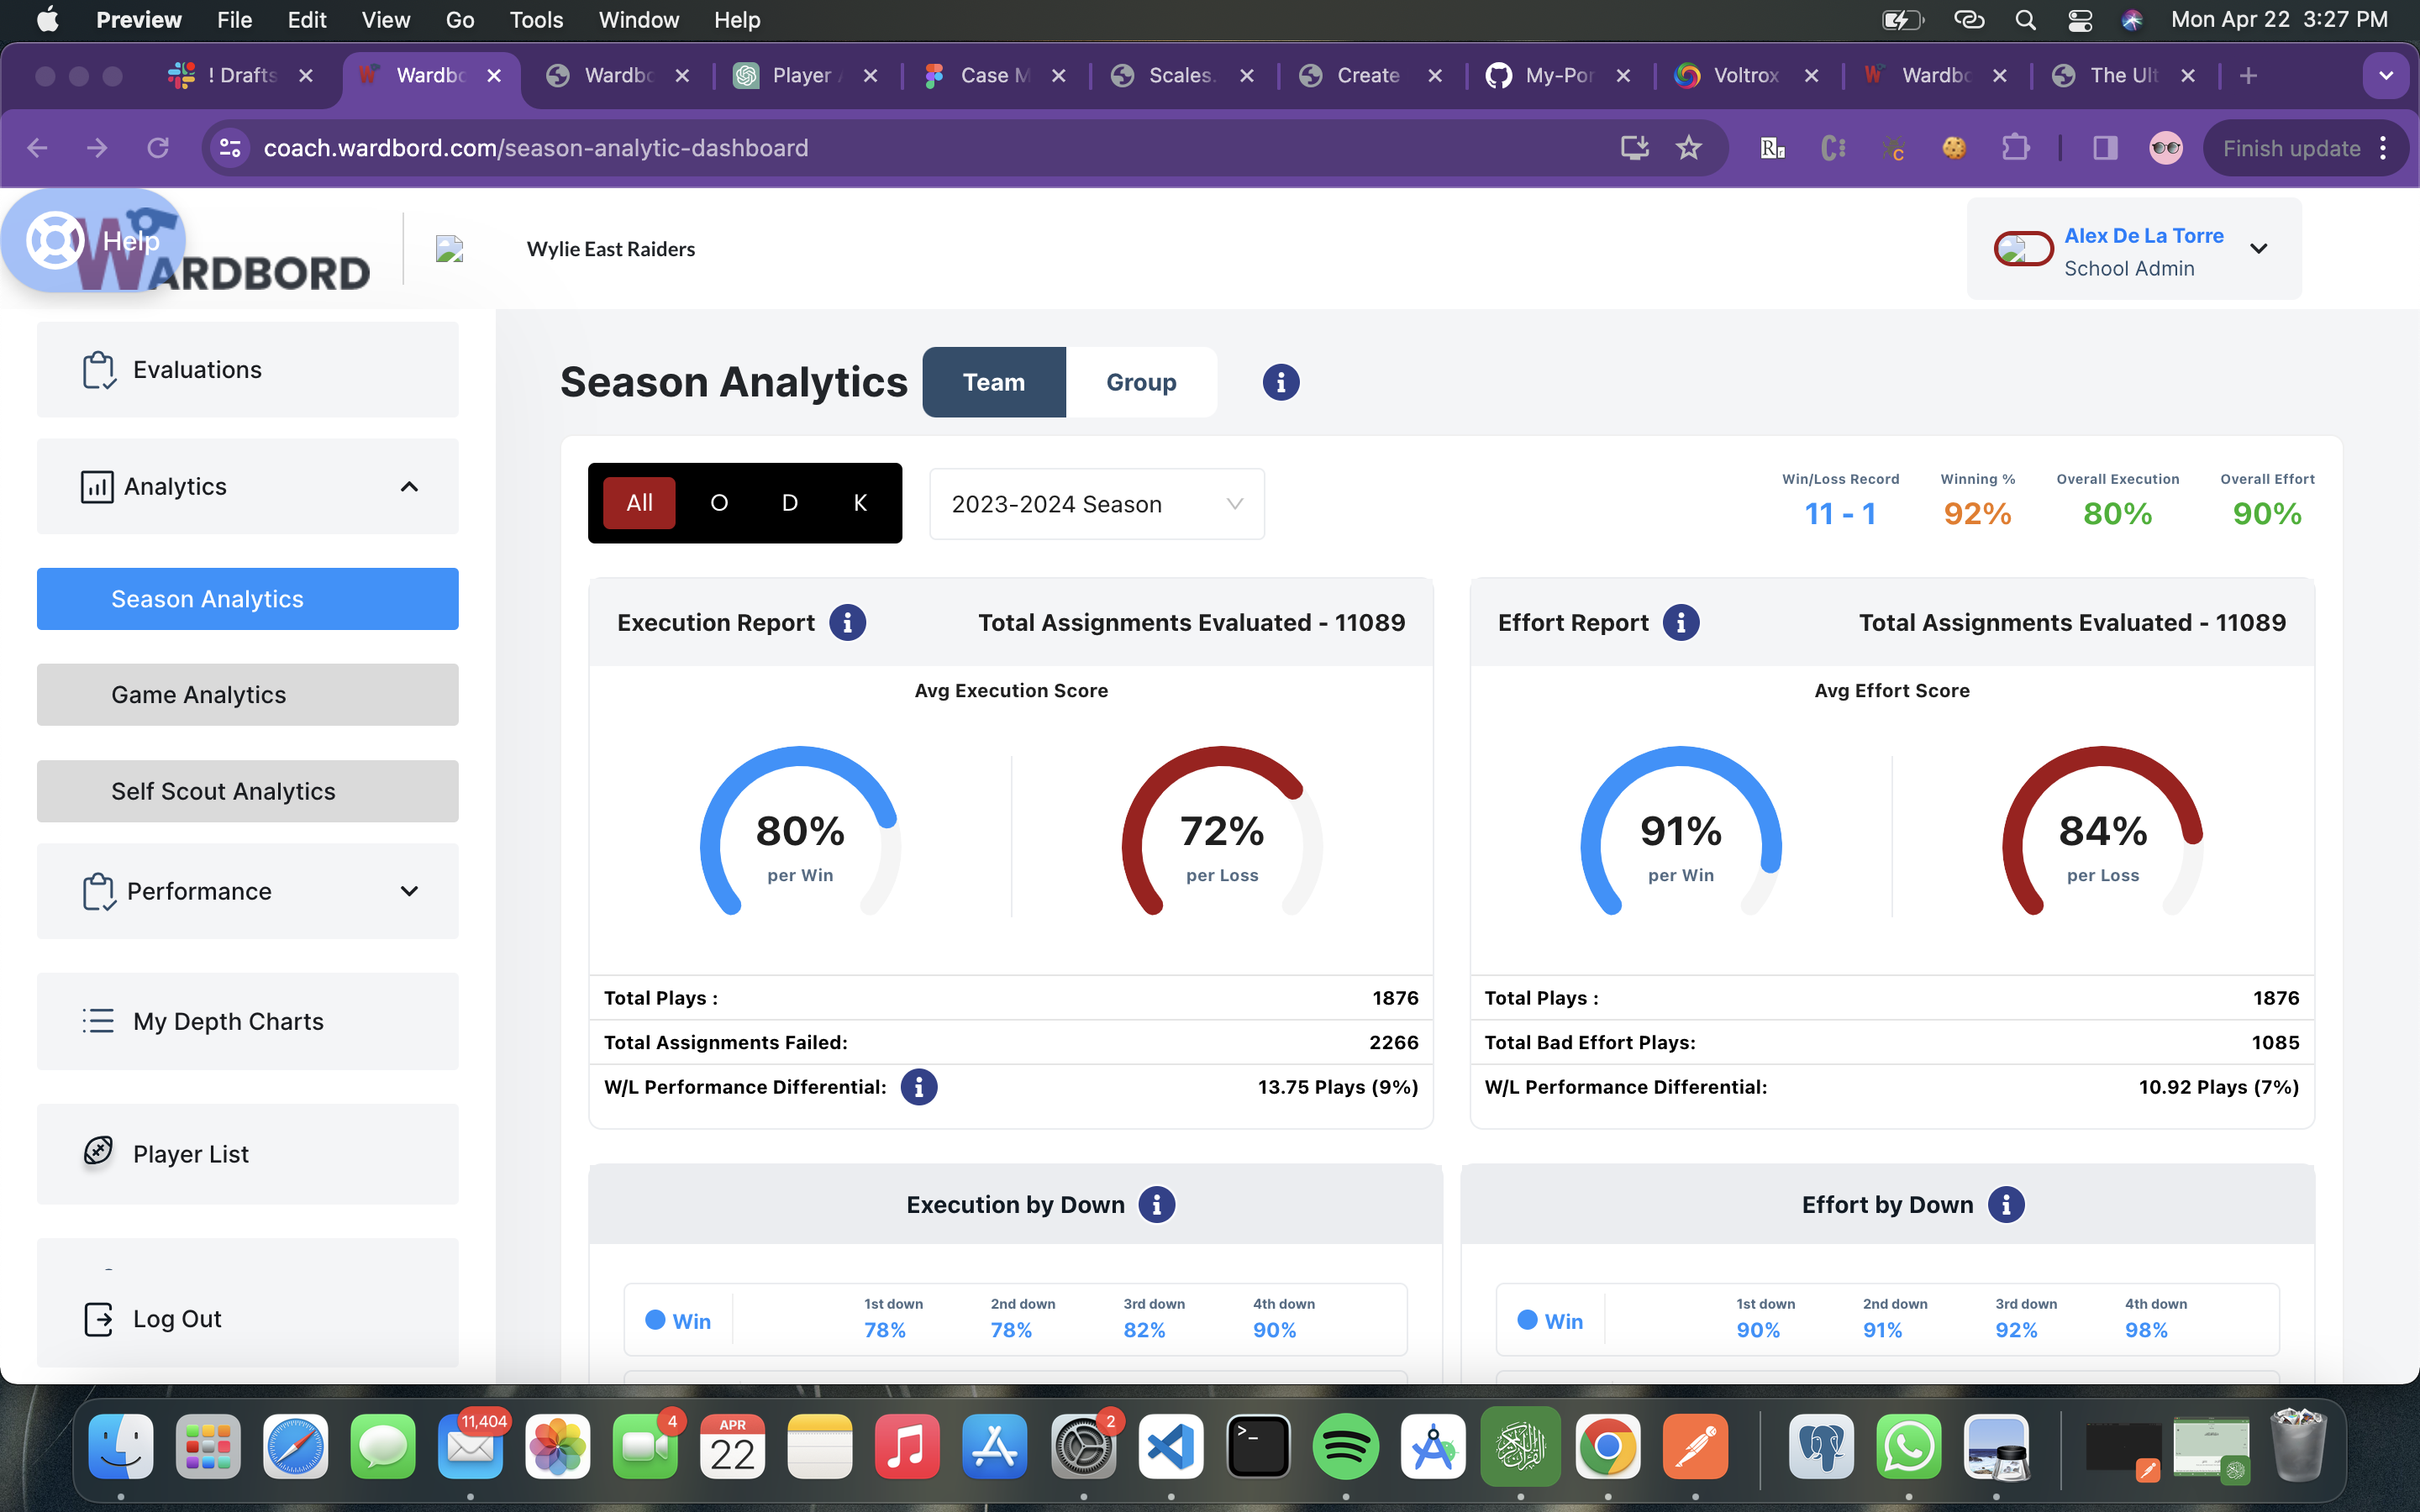 Preview File Edit View Go Tools Window Help Mon Apr 22 3:27 PM
! Drafts Wardbo Wardbo Player Case M Scales. Create My-Por Voltrox Wardbo The Ult
coach.wardbord.com/season-analytic-dashboard Finish update
Help
WARDBORD
Wylie East Raiders
Alex De La Torre
School Admin
Evaluations
Analytics
Season Analytics
Game Analytics
Self Scout Analytics
Performance
My Depth Charts
Player List
Log Out
Season Analytics Team Group
All O D K 2023-2024 Season
Win/Loss Record Winning % Overall Execution Overall Effort
11 - 1 92% 80% 90%
Execution Report Total Assignments Evaluated - 11089
Avg Execution Score
80% 72%
per Win per Loss
Total Plays : 1876
Total Assignments Failed: 2266
W/L Performance Differential: 13.75 Plays (9%)
Effort Report Total Assignments Evaluated - 11089
Avg Effort Score
91% 84%
per Win per Loss
Total Plays : 1876
Total Bad Effort Plays: 1085
W/L Performance Differential: 10.92 Plays (7%)
Execution by Down
Win
1st down 2nd down 3rd down 4th down
78% 78% 82% 90%
Effort by Down
Win
1st down 2nd down 3rd down 4th down
90% 91% 92% 98%
11,404 4 APR 22 2